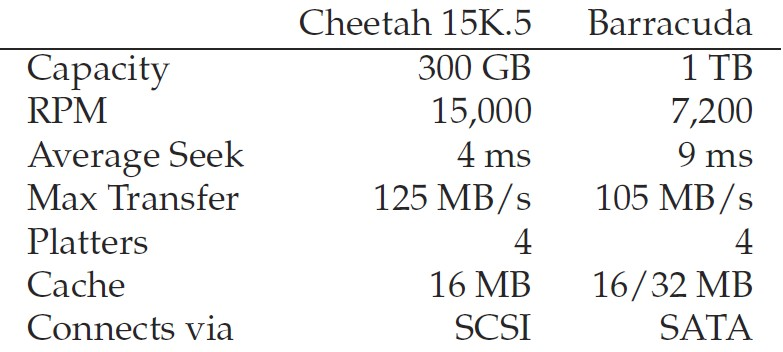 Cheetah 15K.5 Barracuda
Capacity 300 GB 1 TB
RPM 15,000 7,200
Average Seek 4 ms 9 ms
Max Transfer 125 MB/s 105 MB/s
Platters 4 4
Cache 16 MB 16/32 MB
Connects via SCSI SATA